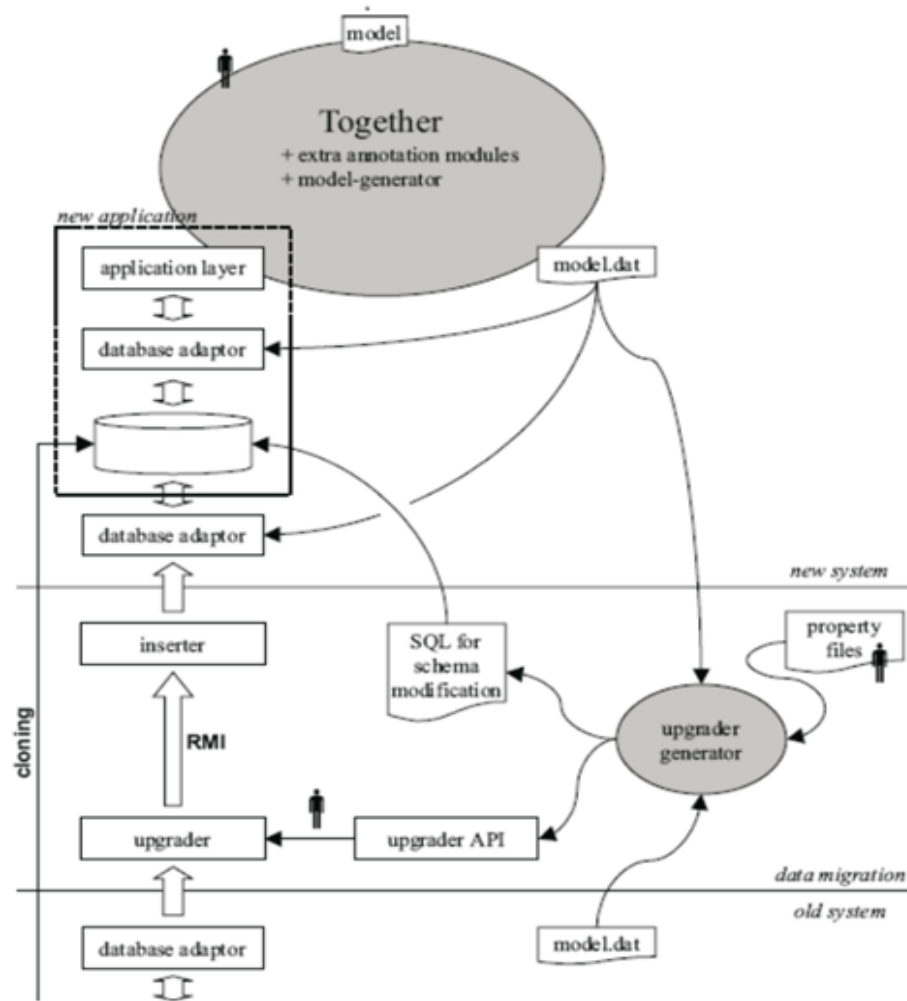 model
Together
+ extra annotation modules
+ model-generator
new application
application layer
model.dat
database adaptor
database adaptor
new system
inserter
SQL for
schema
modification
property
files
cloning
RMI
upgrader
generator
upgrader
upgrader API
data migration
old system
database adaptor
model.dat